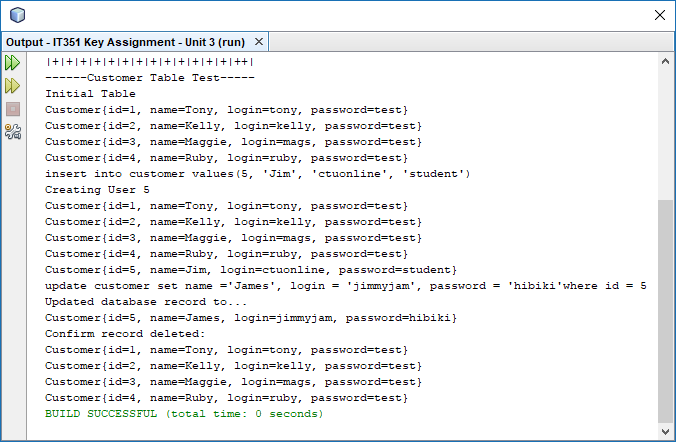 Output - IT351 Key Assignment - Unit 3 (run)
|+|+|+|+|+|+|+|+|+|+|+|+|+|++|
------Customer Table Test-----
Initial Table
Customer{id=1, name=Tony, login=tony, password=test}
Customer{id=2, name=Kelly, login=kelly, password=test}
Customer{id=3, name=Maggie, login=mags, password=test}
Customer{id=4, name=Ruby, login=ruby, password=test}
insert into customer values(5, 'Jim', 'ctuonline', 'student')
Creating User 5
Customer{id=1, name=Tony, login=tony, password=test}
Customer{id=2, name=Kelly, login=kelly, password=test}
Customer{id=3, name=Maggie, login=mags, password=test}
Customer{id=4, name=Ruby, login=ruby, password=test}
Customer{id=5, name=Jim, login=ctuonline, password=student}
update customer set name ='James', login = 'jimmyjam', password = 'hibiki'where id = 5
Updated database record to...
Customer{id=5, name=James, login=jimmyjam, password=hibiki}
Confirm record deleted:
Customer{id=1, name=Tony, login=tony, password=test}
Customer{id=2, name=Kelly, login=kelly, password=test}
Customer{id=3, name=Maggie, login=mags, password=test}
Customer{id=4, name=Ruby, login=ruby, password=test}
BUILD SUCCESSFUL (total time: 0 seconds)